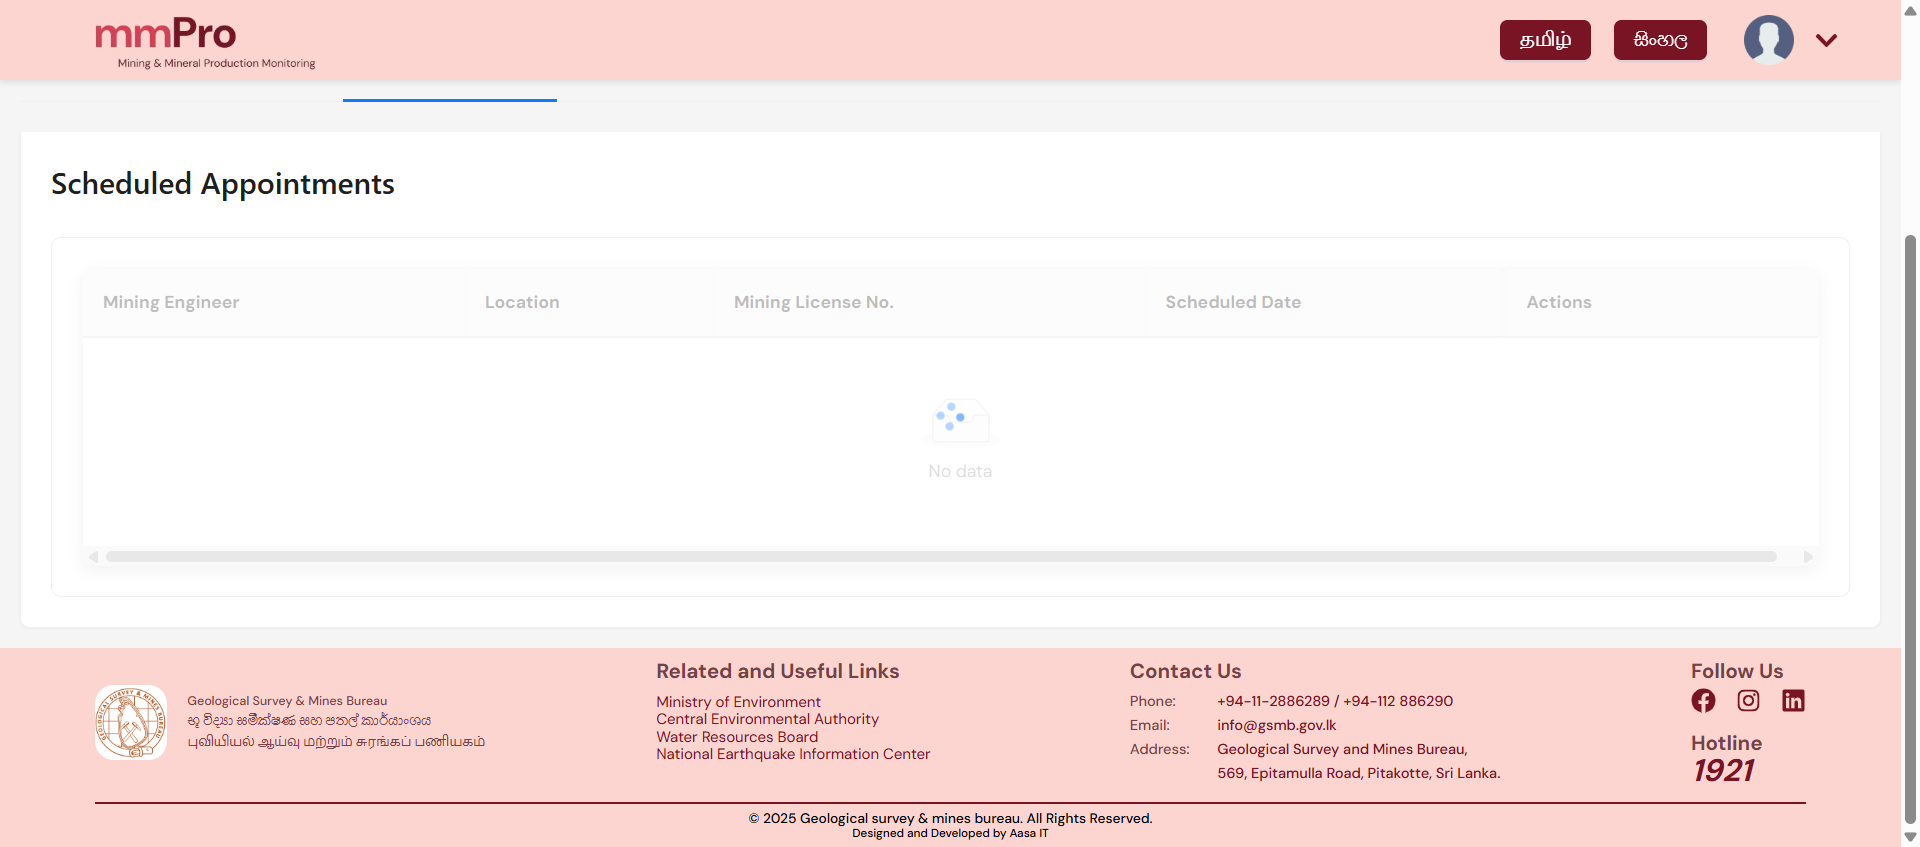 mmPro
Mining & Mineral Production Monitoring
தமிழ்
සිංහල
Scheduled Appointments
Mining Engineer
Location
Mining License No.
Scheduled Date
Actions
No data
GEOLOGICAL SURVEY & MINES BUREAU
Geological Survey & Mines Bureau
භූ විද්‍යා සමීක්ෂණ සහ පතල් කාර්යාංශය
புவியியல் ஆய்வு மற்றும் சுரங்கப் பணியகம்
Related and Useful Links
Ministry of Environment
Central Environmental Authority
Water Resources Board
National Earthquake Information Center
Contact Us
Phone: +94-11-2886289 / +94-112 886290
Email: info@gsmb.gov.lk
Address: Geological Survey and Mines Bureau,
569, Epitamulla Road, Pitakotte, Sri Lanka.
Follow Us
Hotline
1921
© 2025 Geological survey & mines bureau. All Rights Reserved.
Designed and Developed by Aasa IT